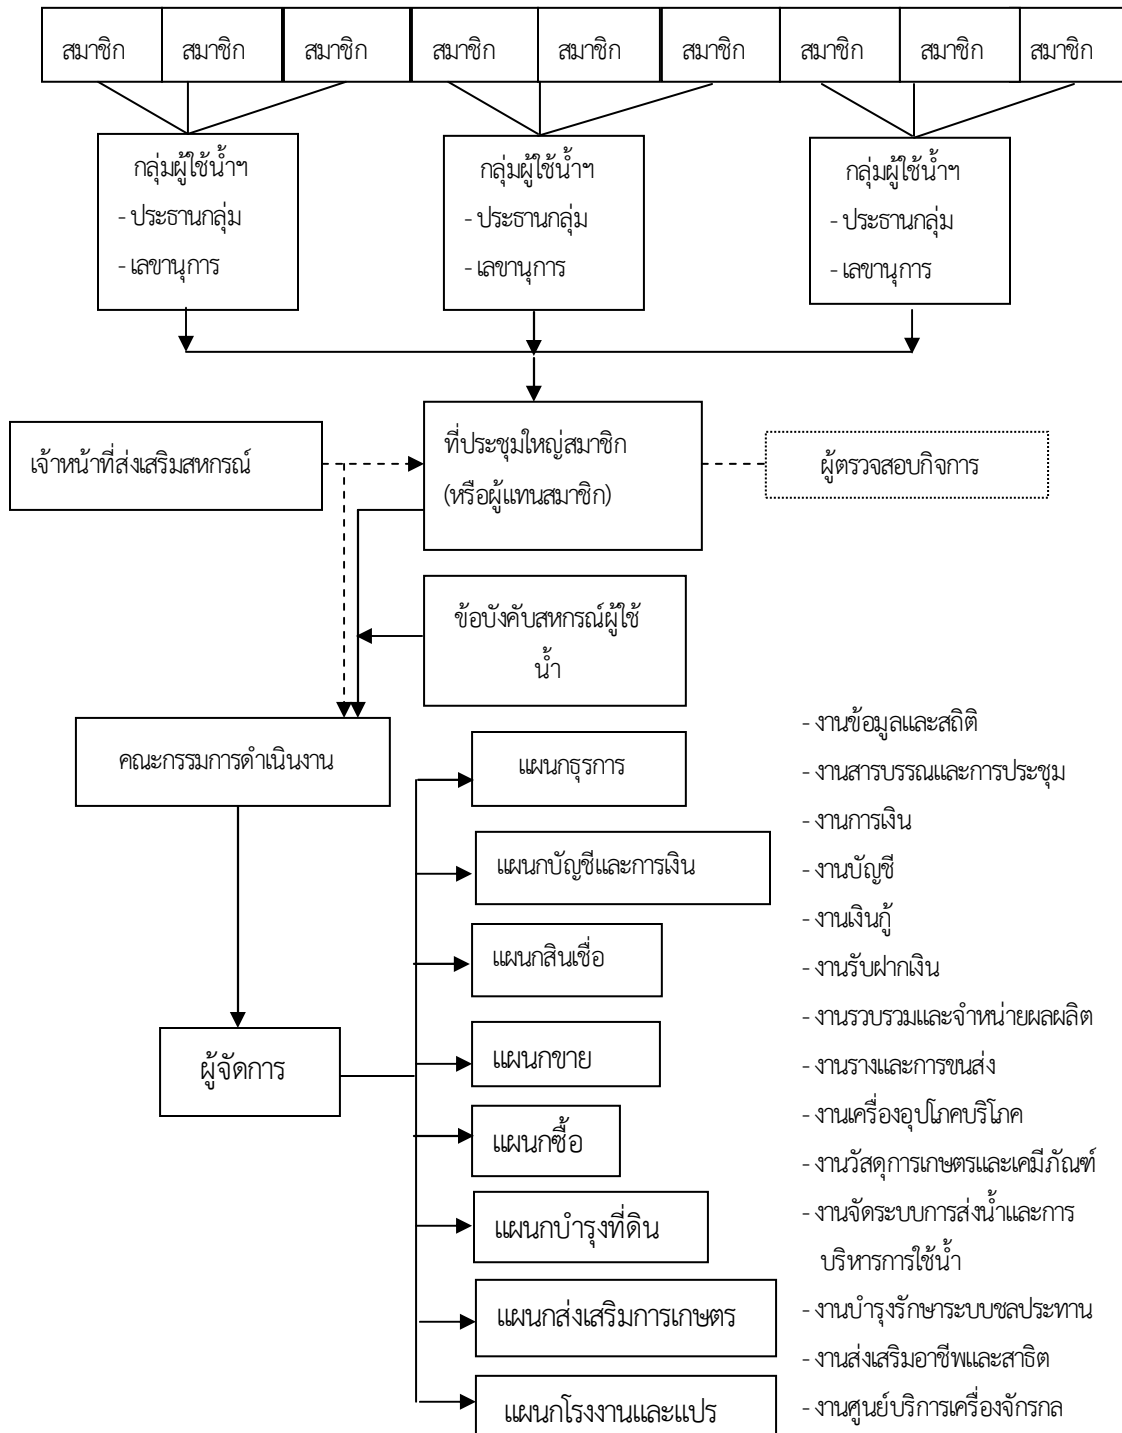 สมาชิก สมาชิก สมาชิก สมาชิก สมาชิก สมาชิก สมาชิก สมาชิก สมาชิก
กลุ่มผู้ใช้น้ำฯ
- ประธานกลุ่ม
- เลขานุการ
กลุ่มผู้ใช้น้ำฯ
- ประธานกลุ่ม
- เลขานุการ
กลุ่มผู้ใช้น้ำฯ
- ประธานกลุ่ม
- เลขานุการ
เจ้าหน้าที่ส่งเสริมสหกรณ์
ที่ประชุมใหญ่สมาชิก
(หรือผู้แทนสมาชิก)
ผู้ตรวจสอบกิจการ
ข้อบังคับสหกรณ์ผู้ใช้
น้ำ
คณะกรรมการดำเนินงาน
ผู้จัดการ
แผนกธุรการ
แผนกบัญชีและการเงิน
แผนกสินเชื่อ
แผนกขาย
แผนกซื้อ
แผนกบำรุงที่ดิน
แผนกส่งเสริมการเกษตร
แผนกโรงงานและแปร
- งานข้อมูลและสถิติ
- งานสารบรรณและการประชุม
- งานการเงิน
- งานบัญชี
- งานเงินกู้
- งานรับฝากเงิน
- งานรวบรวมและจำหน่ายผลผลิต
- งานรางและการขนส่ง
- งานเครื่องอุปโภคบริโภค
- งานวัสดุการเกษตรและเคมีภัณฑ์
- งานจัดระบบการส่งน้ำและการ
บริหารการใช้น้ำ
- งานบำรุงรักษาระบบชลประทาน
- งานส่งเสริมอาชีพและสาธิต
- งานศูนย์บริการเครื่องจักรกล